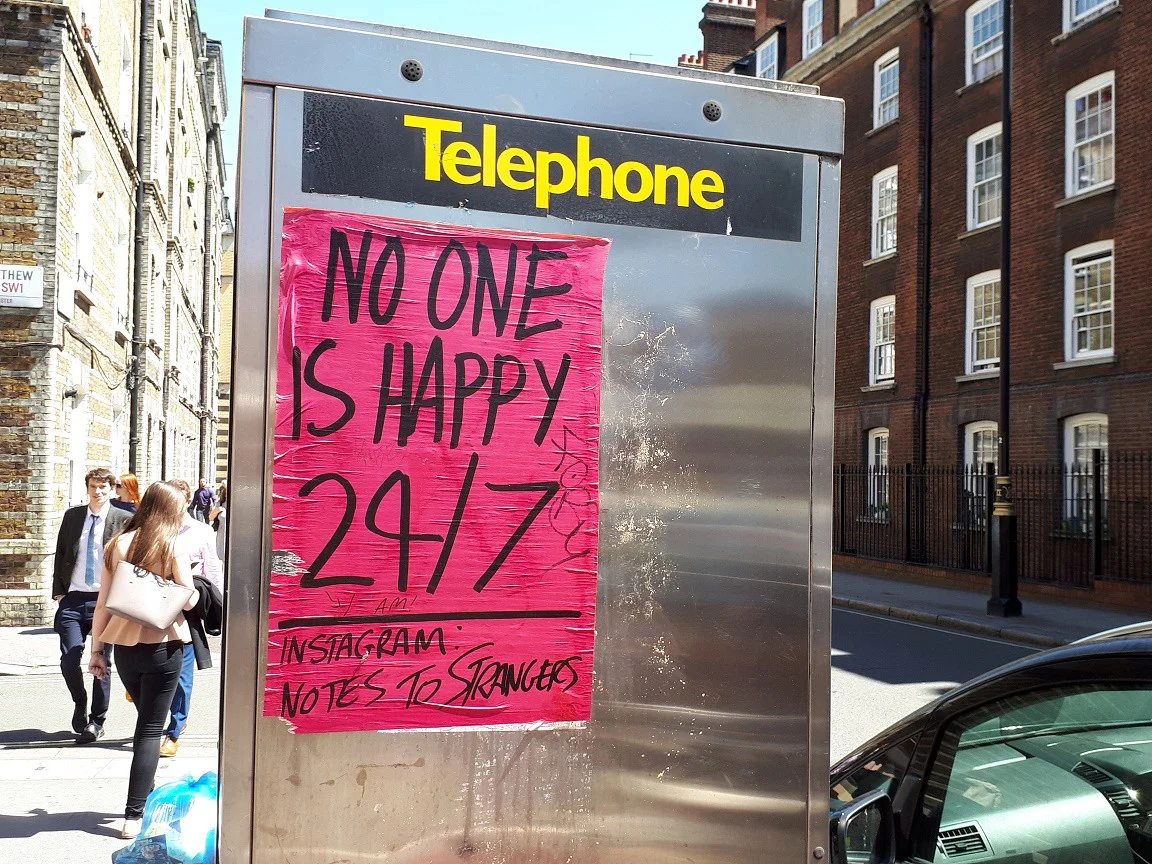 Telephone
NO ONE
IS HAPPY
24/7
I AM!
INSTAGRAM:
NOTES TO STRANGERS
THEW
SW1